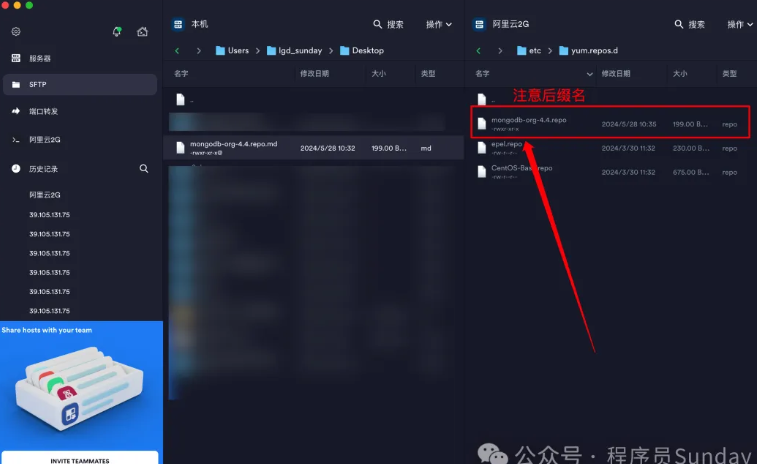 服务器
SFTP
端口转发
阿里云2G
历史记录
阿里云2G
39.105.131.75
39.105.131.75
39.105.131.75
39.105.131.75
39.105.131.75
39.105.131.75
Share hosts with your team
INVITE TEAMMATES
本机
搜索
操作
Users
lgd_sunday
Desktop
名字
修改日期
大小
类型
..
mongodb-org-4.4.repo.md
-rwxr-xr-x@
2024/5/28 10:32
199.00 B...
md
阿里云2G
搜索
操作
etc
yum.repos.d
名字
修改日期
大小
类型
..
注意后缀名
mongodb-org-4.4.repo
-rwxr-xr-x
2024/5/28 10:35
199.00 B...
repo
epel.repo
-rw-r--r--
2024/3/30 11:32
230.00 B...
repo
-rw-r--r--
2024/3/30 11:32
675.00 B...
repo
公众号 · 程序员Sunday